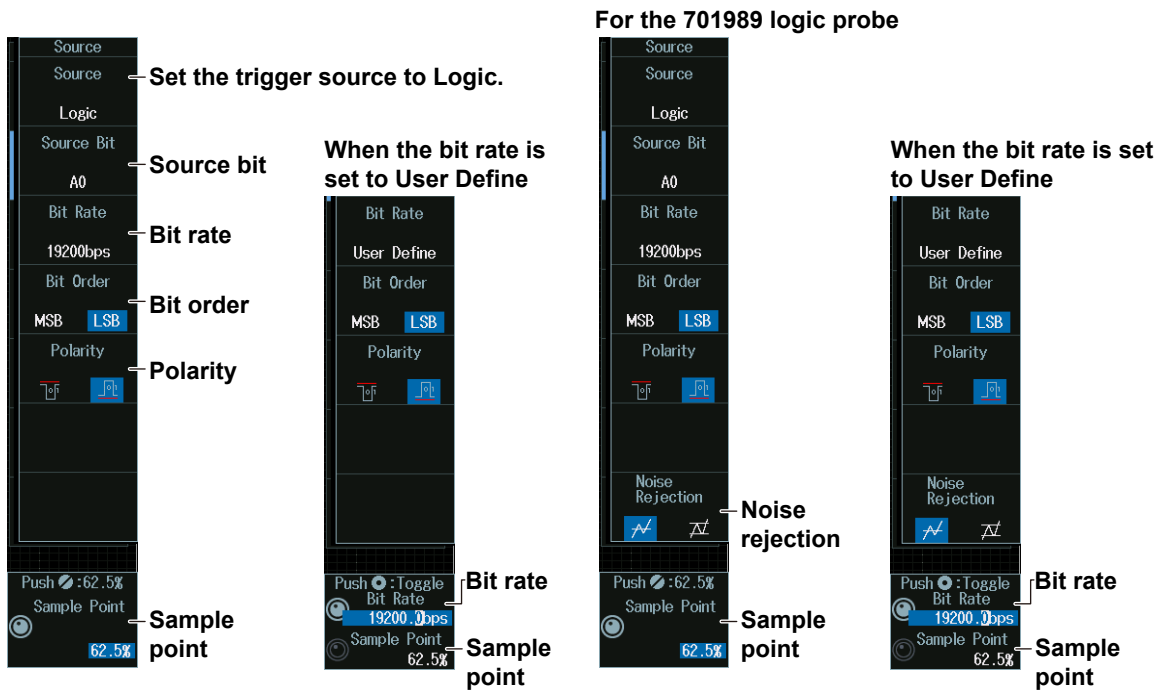 For the 701989 logic probe
Source
Source
Logic
Source Bit
A0
Bit Rate
19200bps
Bit Order
MSB LSB
Polarity
Push :62.5%
Sample Point
62.5%
Set the trigger source to Logic.
Source bit
Bit rate
Bit order
Polarity
Sample
point
When the bit rate is
set to User Define
Bit Rate
User Define
Bit Order
MSB LSB
Polarity
Push :Toggle
Bit Rate
19200.0bps
Sample Point
62.5%
Bit rate
Sample
point
Source
Source
Logic
Source Bit
A0
Bit Rate
19200bps
Bit Order
MSB LSB
Polarity
Noise
Rejection
Push :62.5%
Sample Point
62.5%
Noise
rejection
Sample
point
When the bit rate is set
to User Define
Bit Rate
User Define
Bit Order
MSB LSB
Polarity
Noise
Rejection
Push :Toggle
Bit Rate
19200.0bps
Sample Point
62.5%
Bit rate
Sample
point